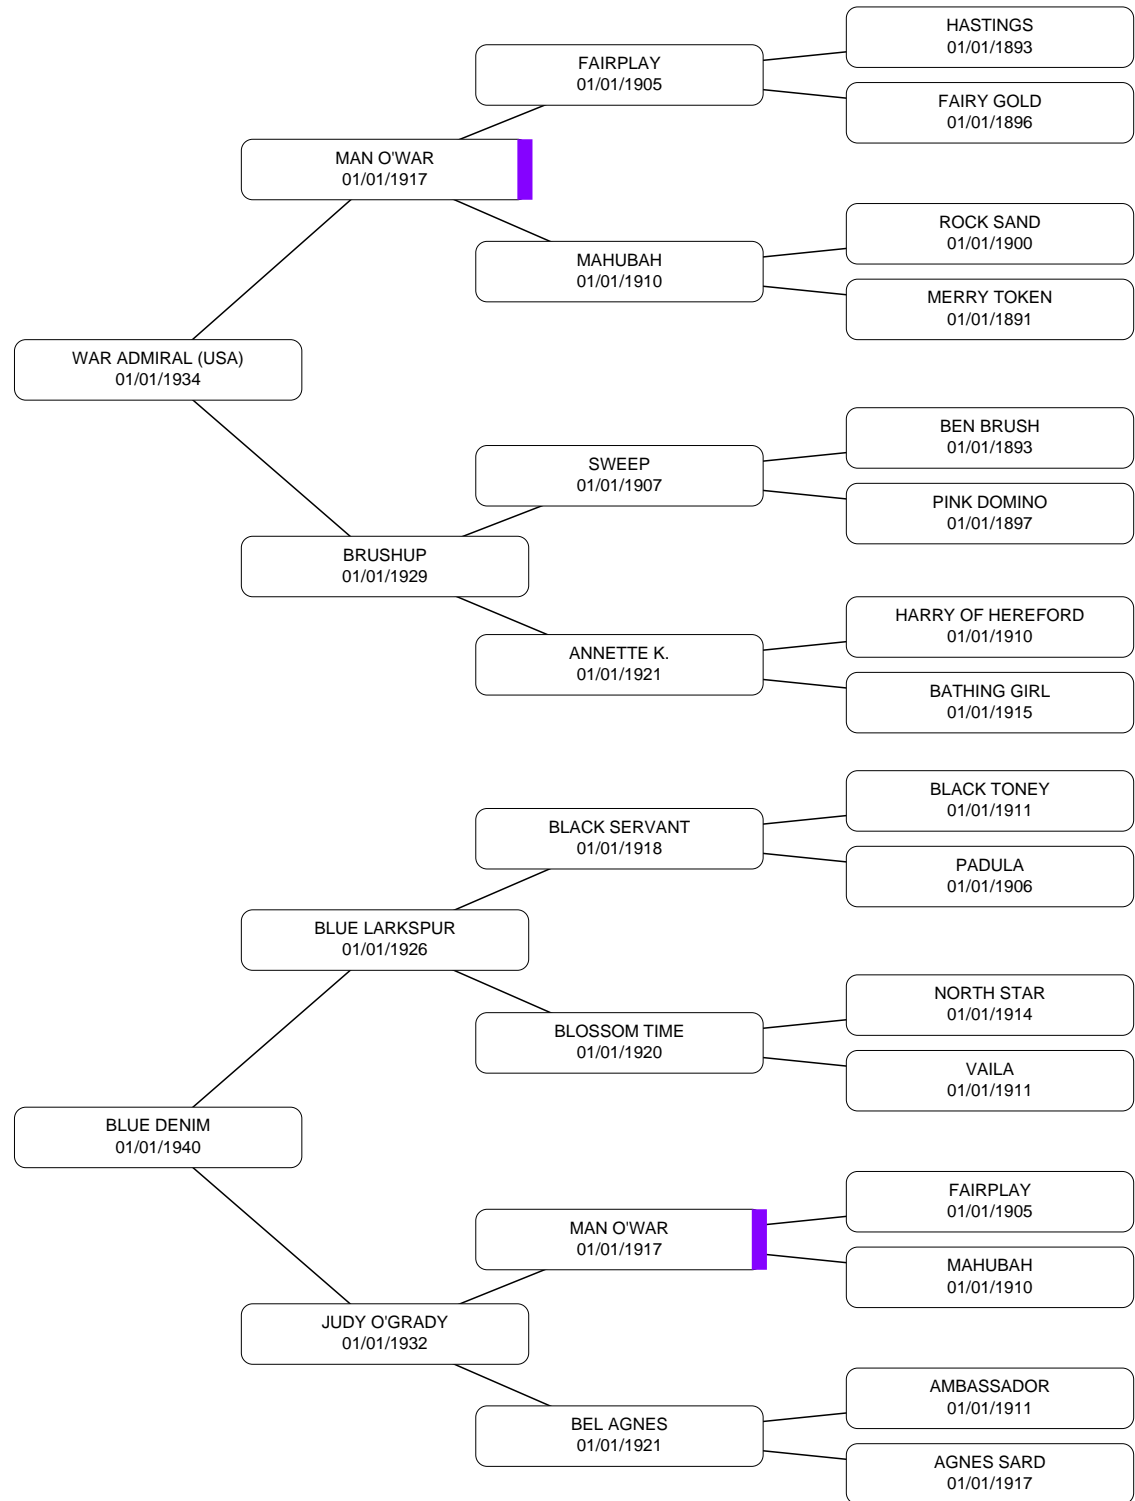 HASTINGS
01/01/1893
FAIRPLAY
01/01/1905
FAIRY GOLD
01/01/1896
MAN O'WAR
01/01/1917
ROCK SAND
01/01/1900
MAHUBAH
01/01/1910
MERRY TOKEN
01/01/1891
WAR ADMIRAL (USA)
01/01/1934
BEN BRUSH
01/01/1893
SWEEP
01/01/1907
PINK DOMINO
01/01/1897
BRUSHUP
01/01/1929
HARRY OF HEREFORD
01/01/1910
ANNETTE K.
01/01/1921
BATHING GIRL
01/01/1915
BLACK TONEY
01/01/1911
BLACK SERVANT
01/01/1918
PADULA
01/01/1906
BLUE LARKSPUR
01/01/1926
NORTH STAR
01/01/1914
BLOSSOM TIME
01/01/1920
VAILA
01/01/1911
BLUE DENIM
01/01/1940
FAIRPLAY
01/01/1905
MAN O'WAR
01/01/1917
MAHUBAH
01/01/1910
JUDY O'GRADY
01/01/1932
AMBASSADOR
01/01/1911
BEL AGNES
01/01/1921
AGNES SARD
01/01/1917